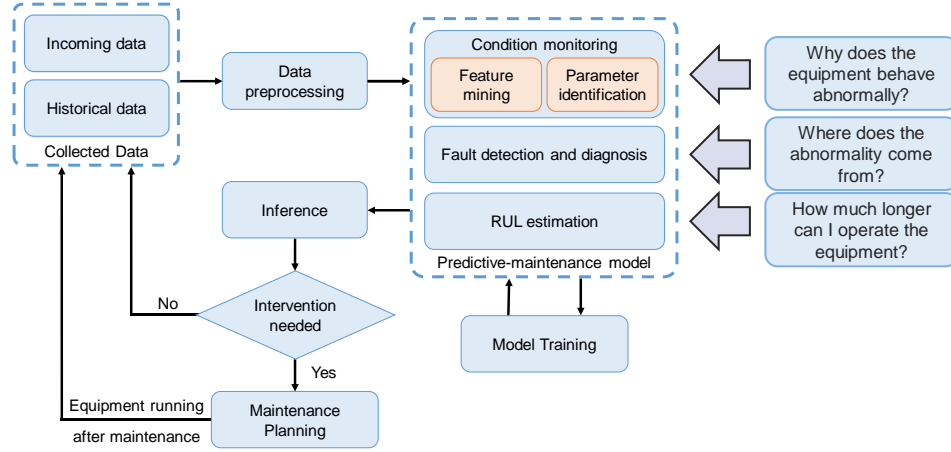 Incoming data
Historical data
Collected Data
Data
preprocessing
Condition monitoring
Feature
mining
Parameter
identification
Fault detection and diagnosis
RUL estimation
Predictive-maintenance model
Why does the
equipment behave
abnormally?
Where does the
abnormality come
from?
How much longer
can I operate the
equipment?
Inference
Intervention
needed
No
Yes
Model Training
Maintenance
Planning
Equipment running
after maintenance